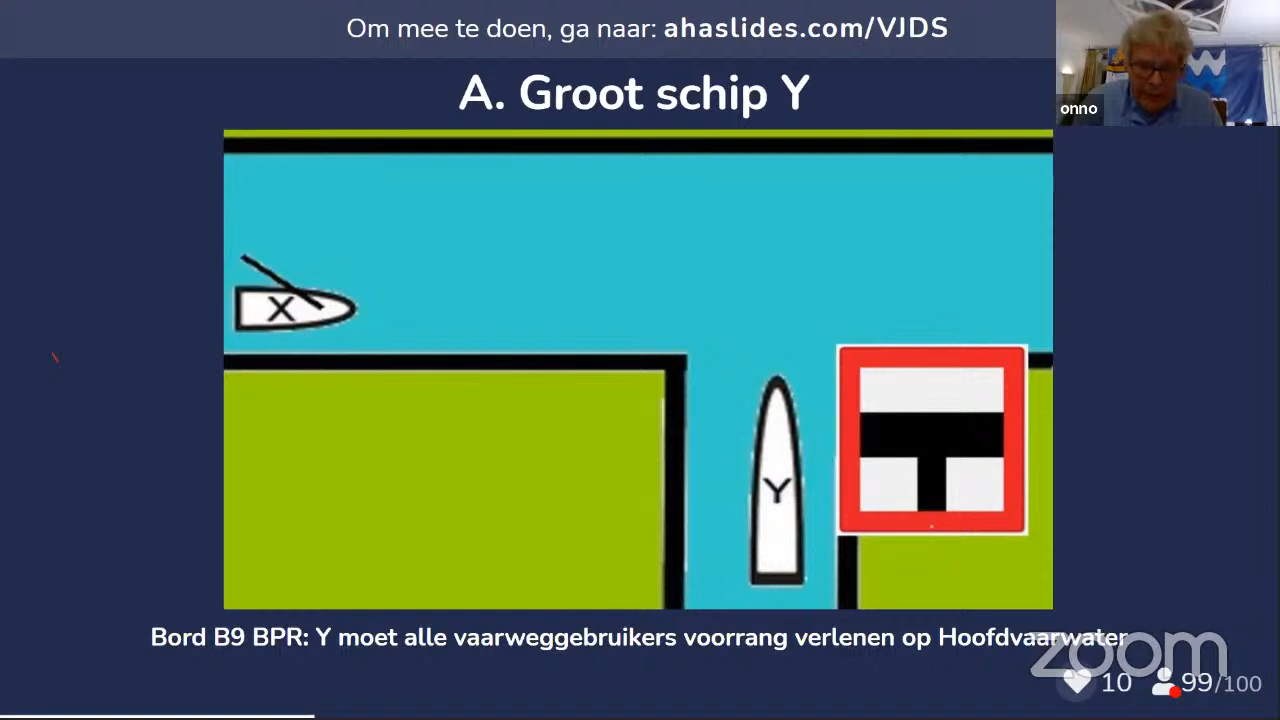 Om mee te doen, ga naar: ahaslides.com/VJDS
A. Groot schip Y
onno
X
Y
Bord B9 BPR: Y moet alle vaarweggebruikers voorrang verlenen op Hoofdvaarwater
zoom
10 99/100